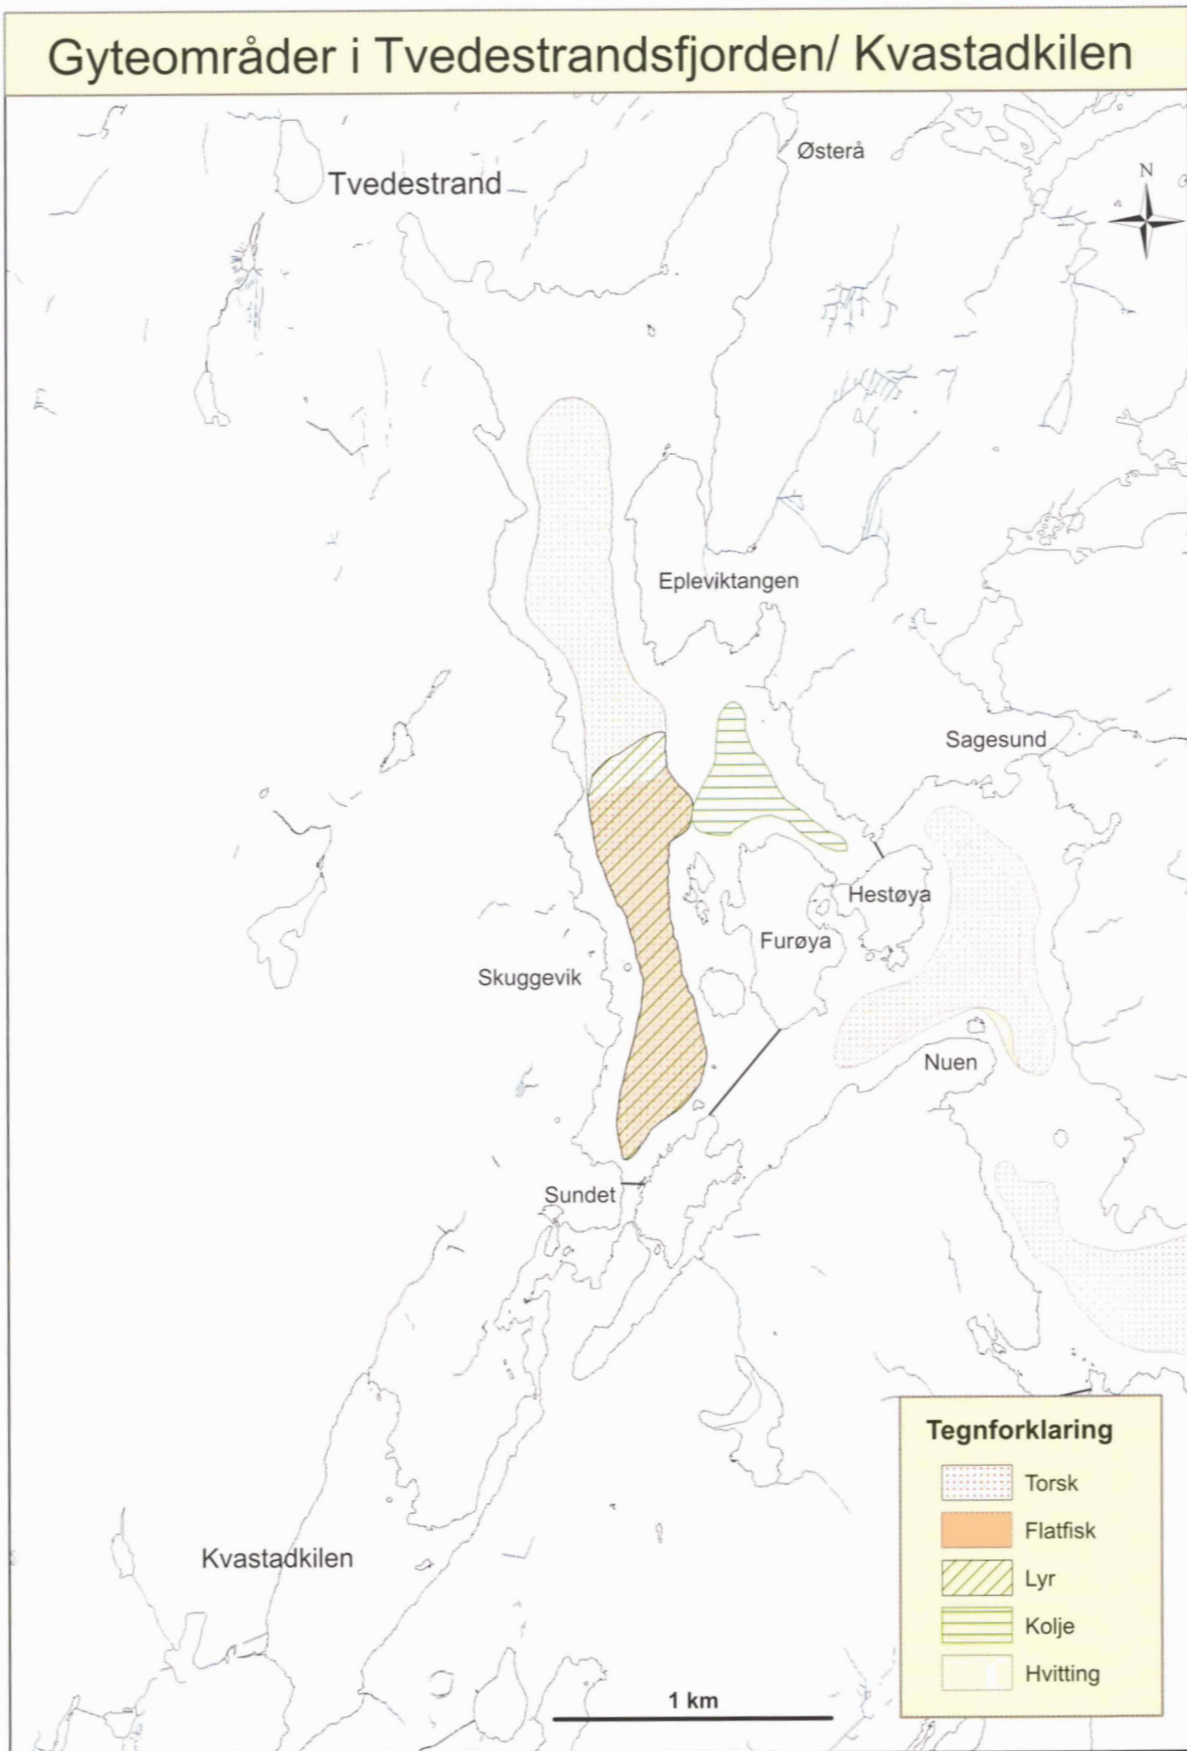 Gyteområder i Tvedestrandsfjorden/ Kvastadkilen
Østerå
Tvedestrand
N
Epleviktangen
Sagesund
Hestøya
Furøya
Skuggevik
Nuen
Sundet
Tegnforklaring
Torsk
Flatfisk
Lyr
Kolje
Hvitting
Kvastadkilen
1 km